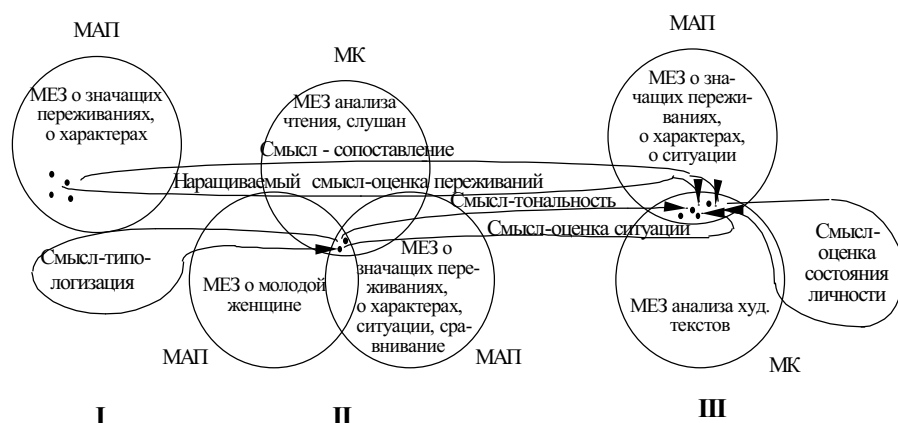 МАП
МЕЗ о значащих
переживаниях,
о характерах
МК
МЕЗ анализа
чтения, слушан
МАП
МЕЗ о зна-
чащих пережи-
ваниях,
о характерах,
о ситуации
Смысл - сопоставление
Наращиваемый смысл-оценка переживаний
Смысл-тональность
Смысл-оценка ситуации
Смысл-типо-
логизация
МЕЗ о молодой
женщине
МЕЗ о
значащих пере-
живаниях,
о характерах,
ситуации, сра-
внивание
Смысл-
оценка
состояния
личности
МЕЗ анализа худ.
текстов
МАП
МАП
МК
I
II
III